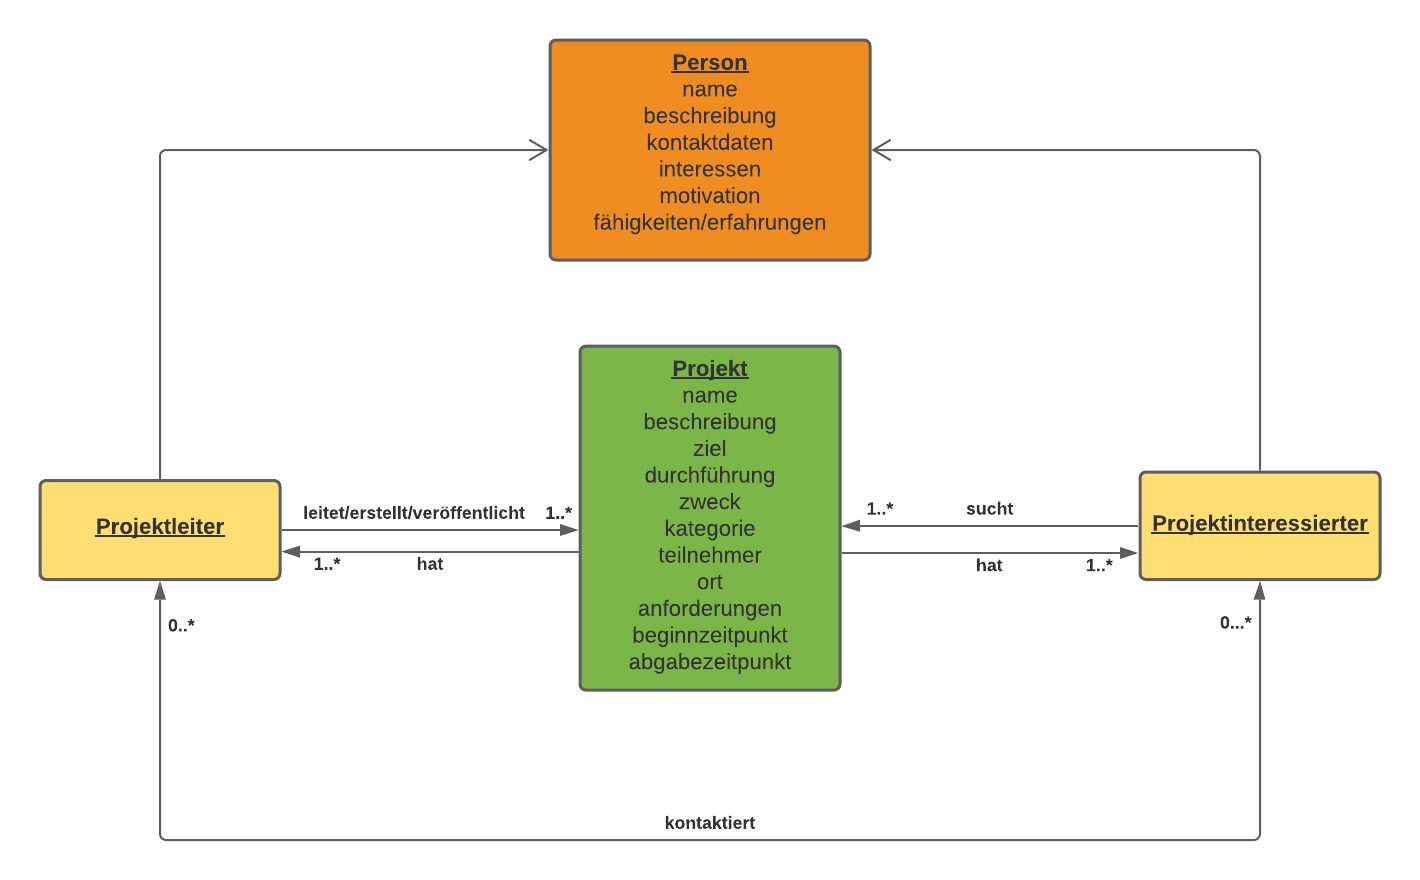 Person
name
beschreibung
kontaktdaten
interessen
motivation
fähigkeiten/erfahrungen
Projekt
name
beschreibung
ziel
durchführung
zweck
kategorie
teilnehmer
ort
anforderungen
beginnzeitpunkt
abgabezeitpunkt
Projektleiter
leitet/erstellt/veröffentlicht
1..*
1..*
hat
1..*
sucht
hat
1..*
Projektinteressierter
0..*
0...*
kontaktiert